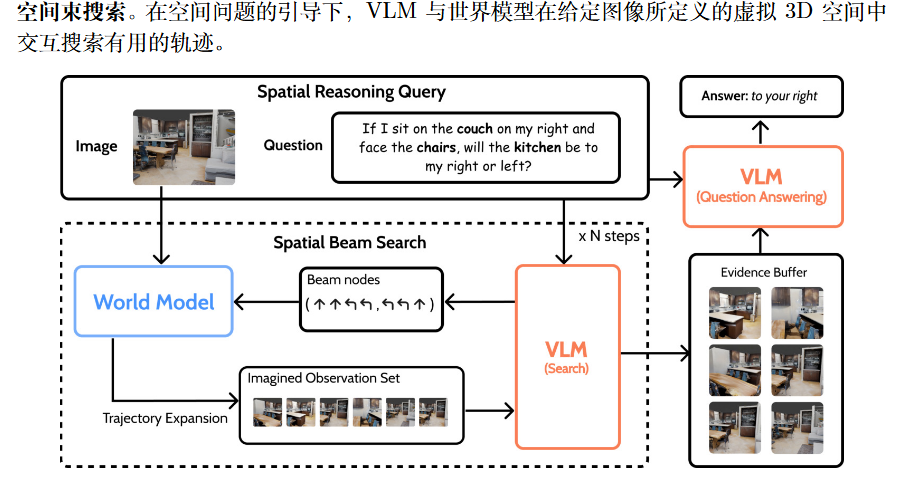 空间束搜索。在空间问题的引导下，VLM 与世界模型在给定图像所定义的虚拟 3D 空间中
交互搜索有用的轨迹。
Spatial Reasoning Query
Image
Question
If I sit on the couch on my right and
face the chairs, will the kitchen be to
my right or left?
Answer: to your right
VLM
(Question Answering)
x N steps
Spatial Beam Search
World Model
Beam nodes
(↑↑↰↰,↰↰↑)
VLM
(Search)
Trajectory Expansion
Imagined Observation Set
Evidence Buffer